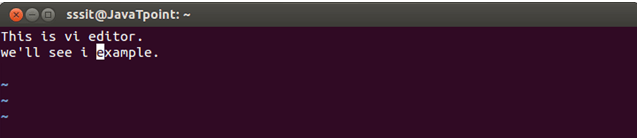 sssit@JavaTpoint: ~
This is vi editor.
we'll see i example.
~
~
~